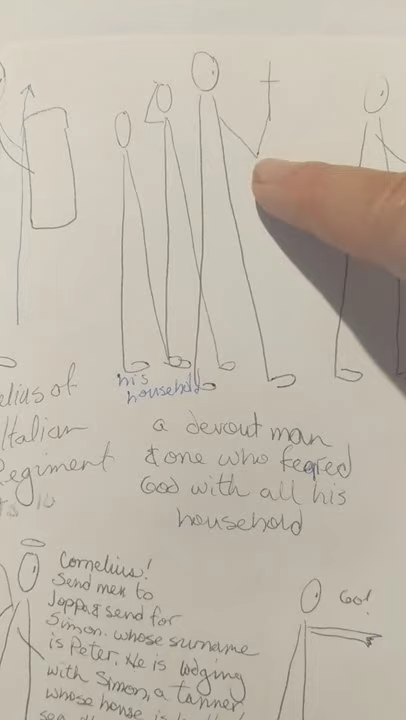 his
household
elius of
Italian
Regiment
a devout man
& one who feared
God with all his
household
Cornelius!
Send men to
Joppa & send for
Simon. whose surname
is Peter. He is lodging
with Simon, a tanner
whose house is
Go!